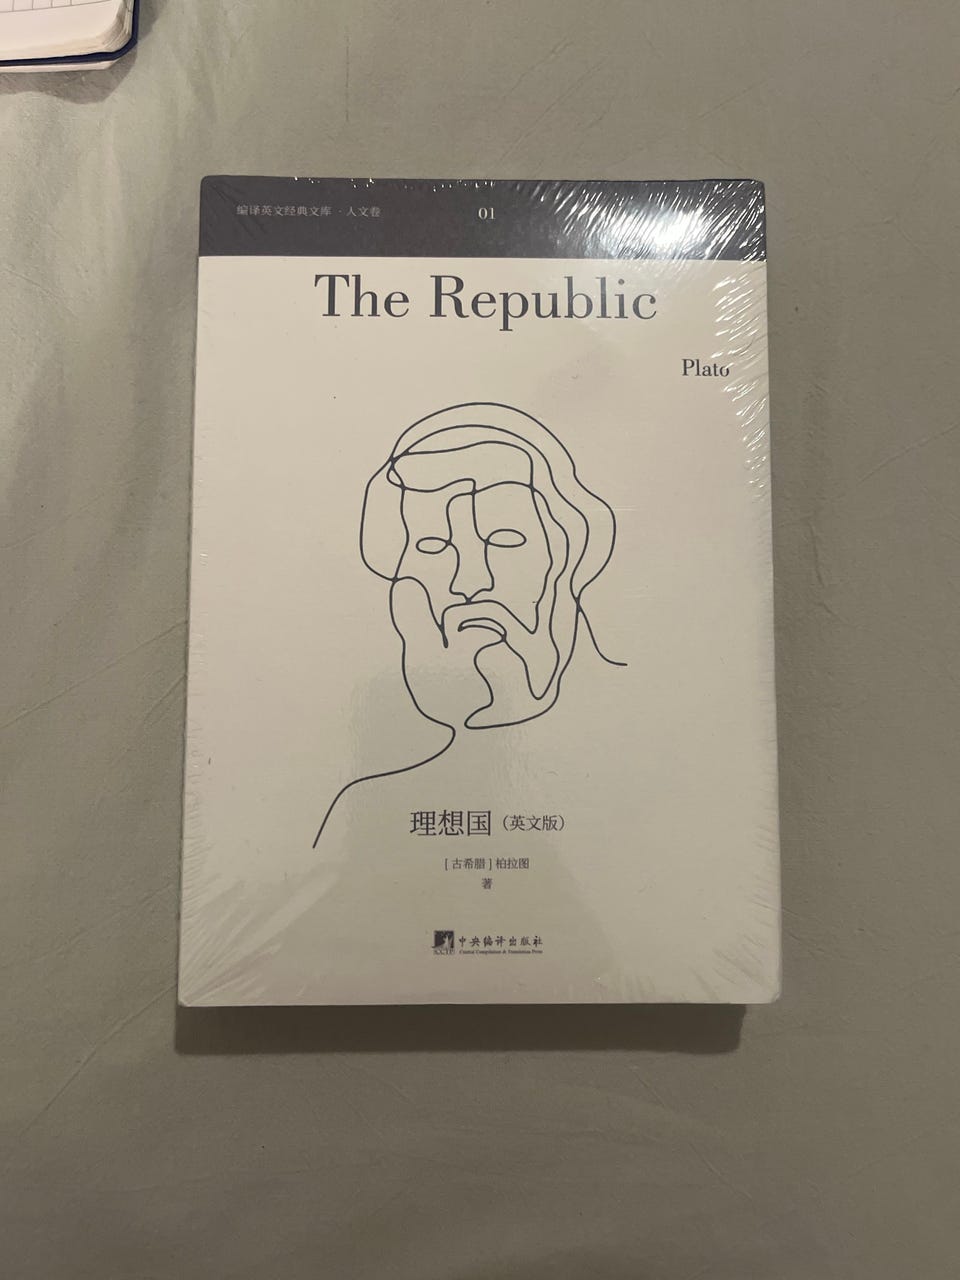 编译英文经典文库 · 人文卷
01
The Republic
Plato
理想国（英文版）
[ 古希腊 ] 柏拉图
著
中央编译出版社
Central Compilation & Translation Press